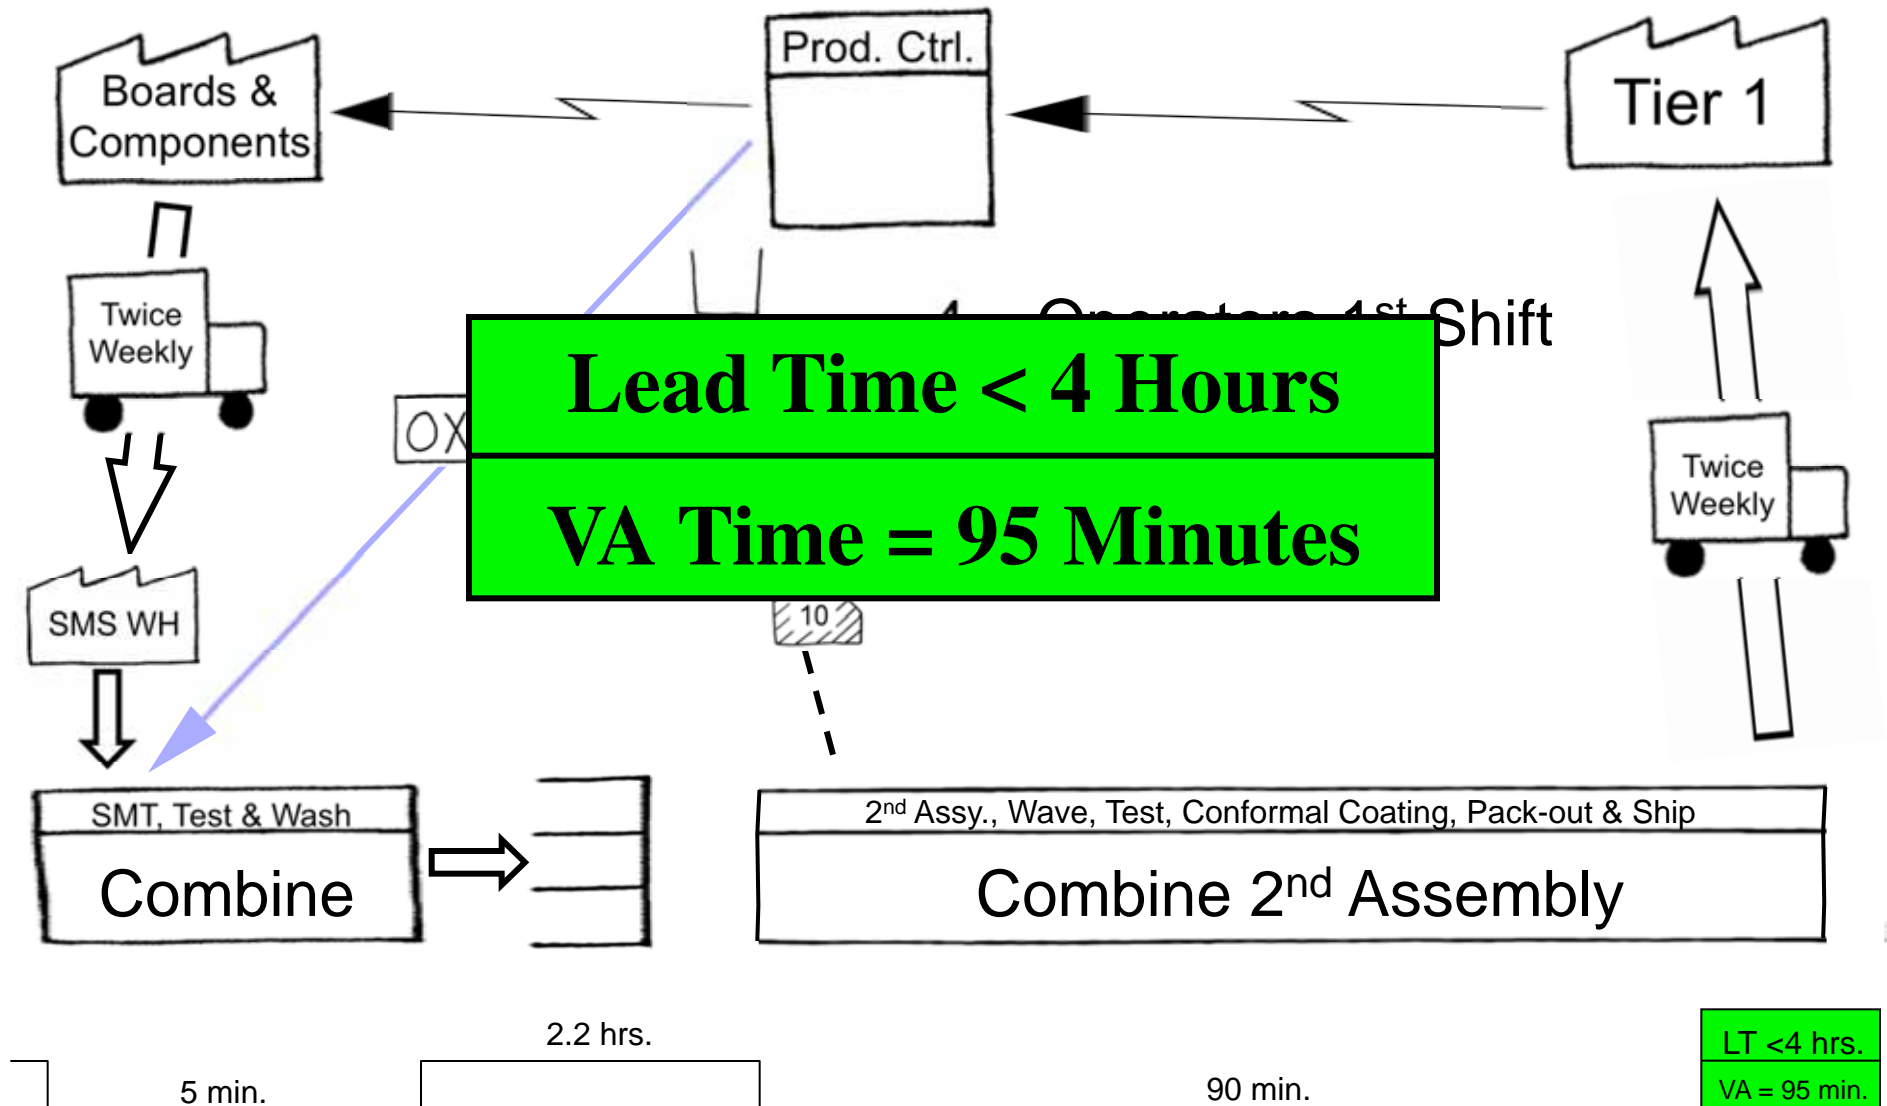 Boards &
Components
Prod. Ctrl.
Tier 1
Twice
Weekly
Operators 1st Shift
OX
Lead Time < 4 Hours
VA Time = 95 Minutes
Twice
Weekly
10
SMS WH
SMT, Test & Wash
Combine
2nd Assy., Wave, Test, Conformal Coating, Pack-out & Ship
Combine 2nd Assembly
2.2 hrs.
5 min.
90 min.
LT <4 hrs.
VA = 95 min.